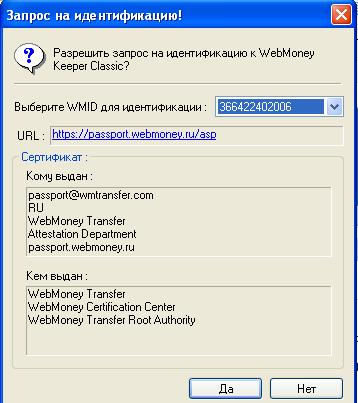 Запрос на идентификацию!
Разрешить запрос на идентификацию к WebMoney
Keeper Classic?
Выберите WMID для идентификации : 366422402006
URL : https://passport.webmoney.ru/asp
Сертификат :
Кому выдан :
passport@wmtransfer.com
RU
WebMoney Transfer
Attestation Department
passport.webmoney.ru
Кем выдан :
WebMoney Transfer
WebMoney Certification Center
WebMoney Transfer Root Authority
Да Нет